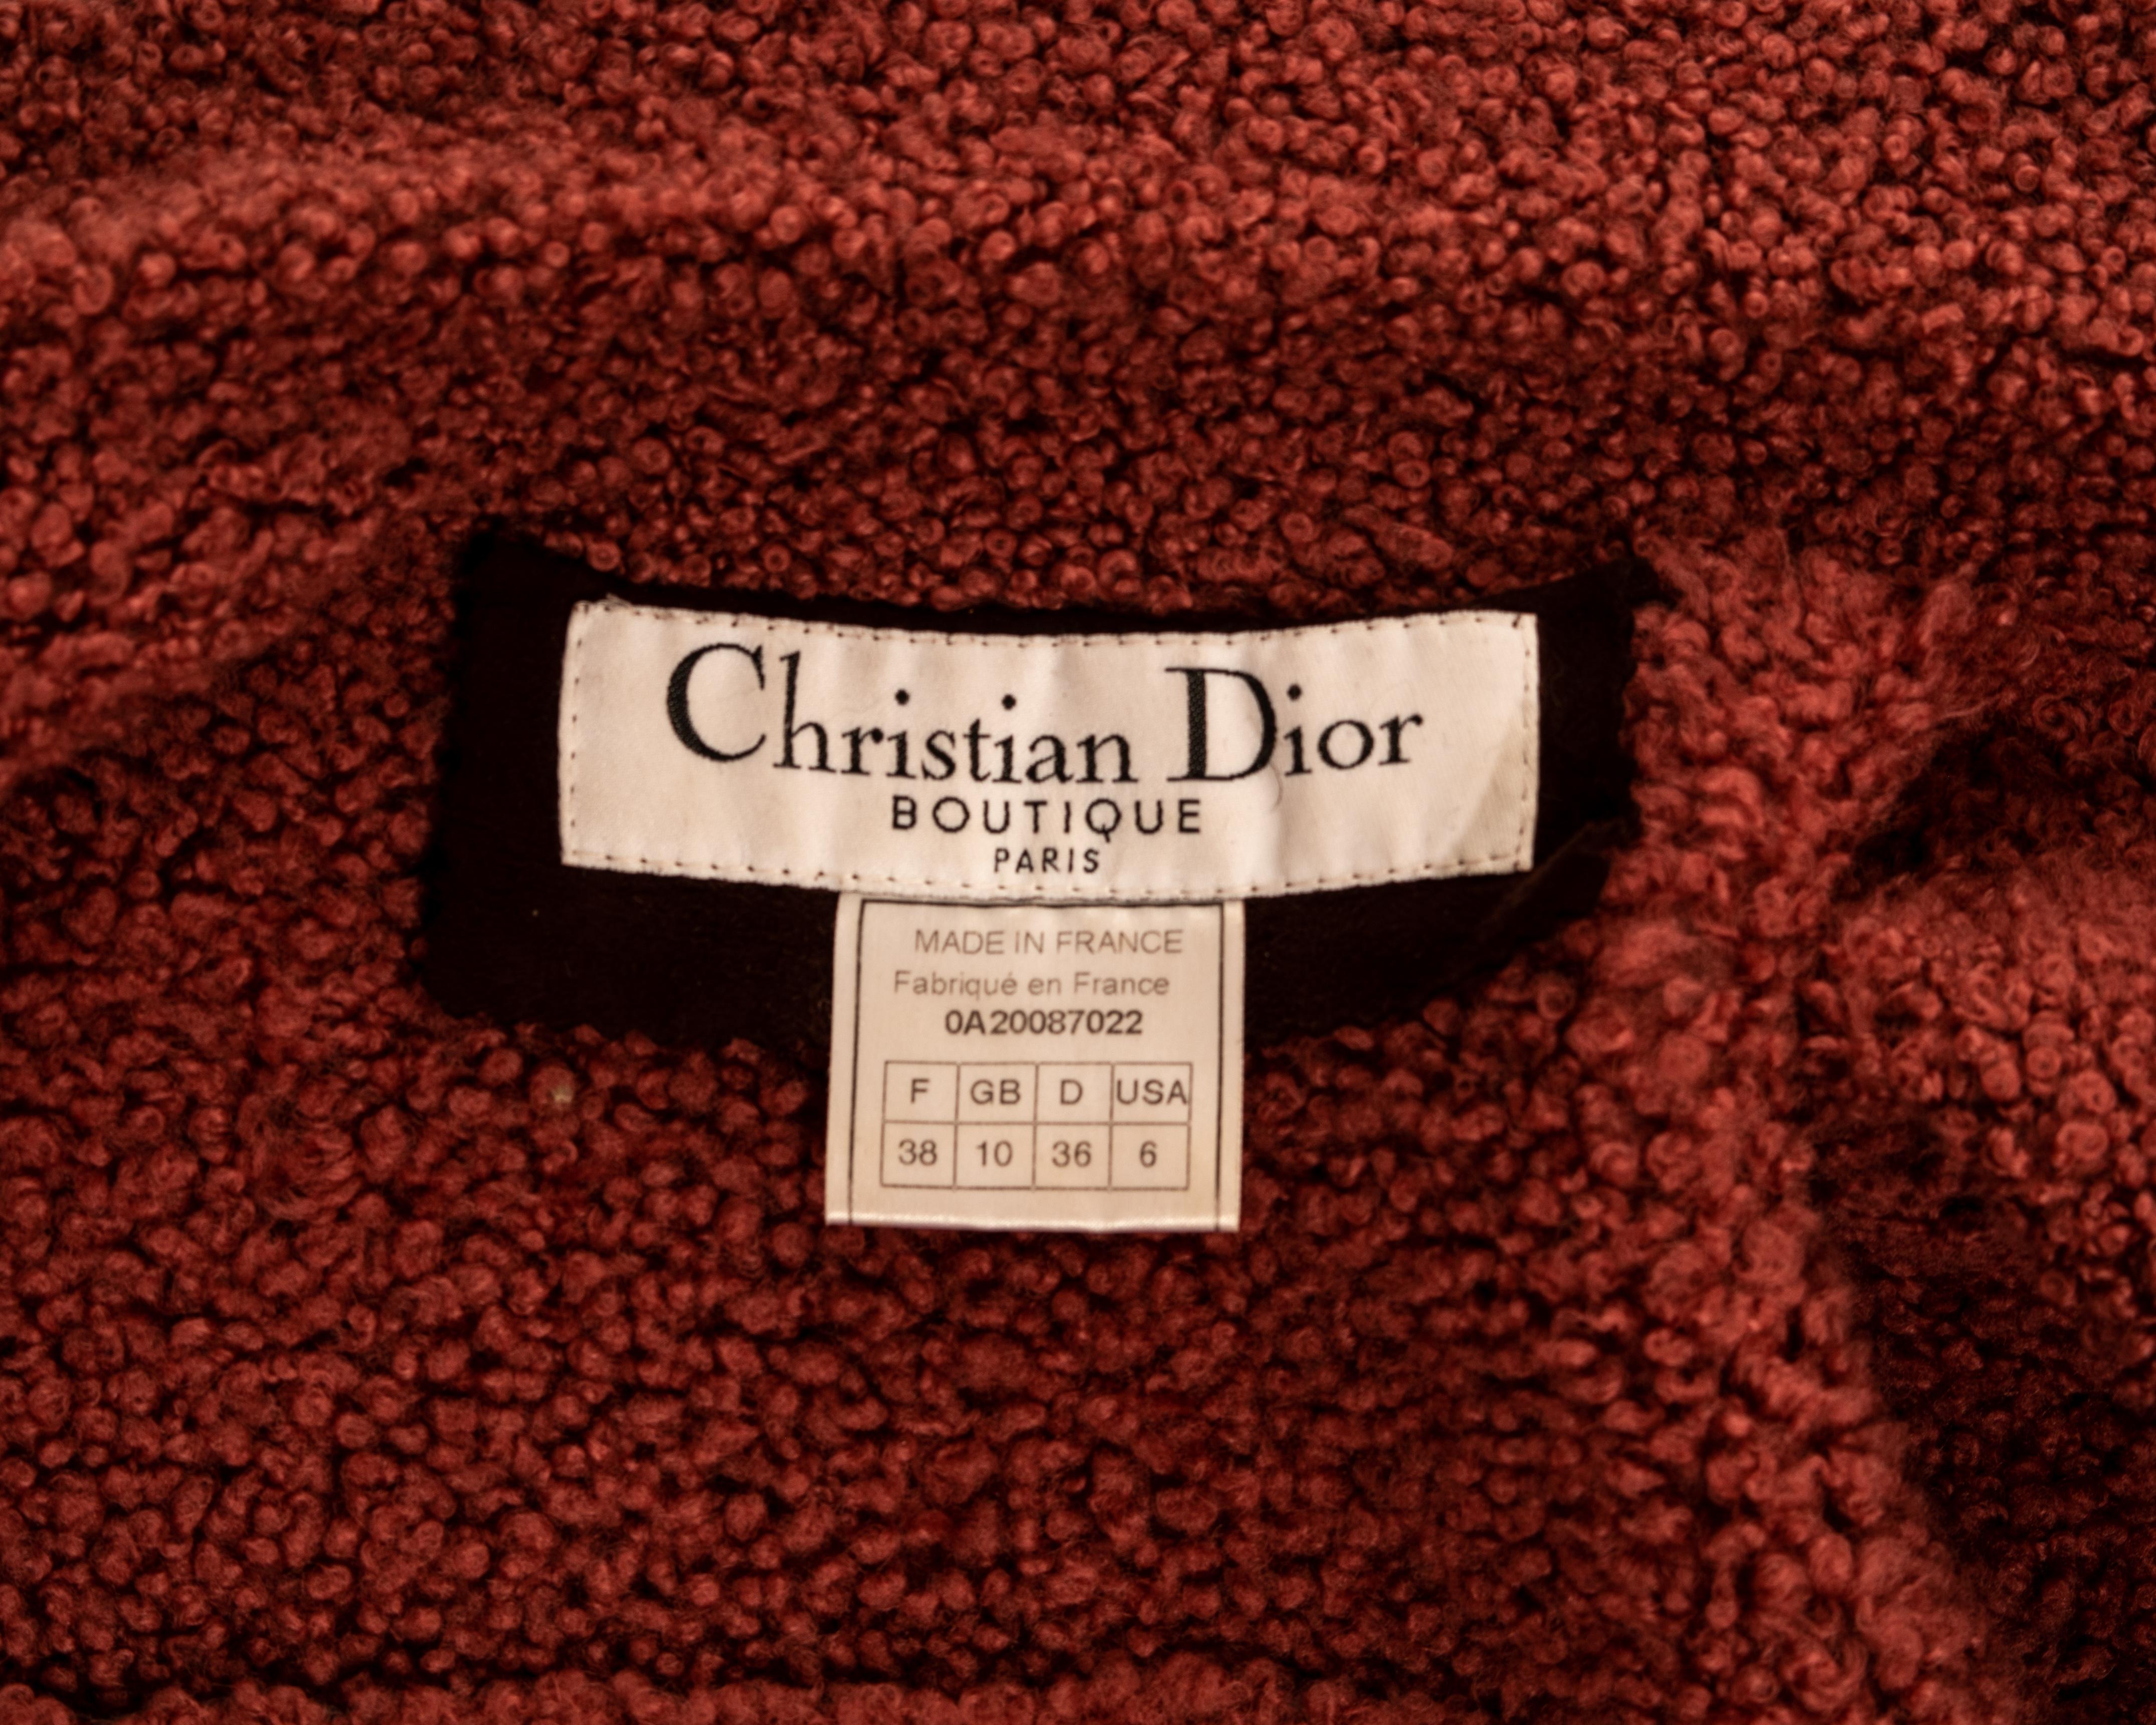 Christian Dior
BOUTIQUE
PARIS
MADE IN FRANCE
Fabriqué en France
0A20087022
F GB D USA
38 10 36 6